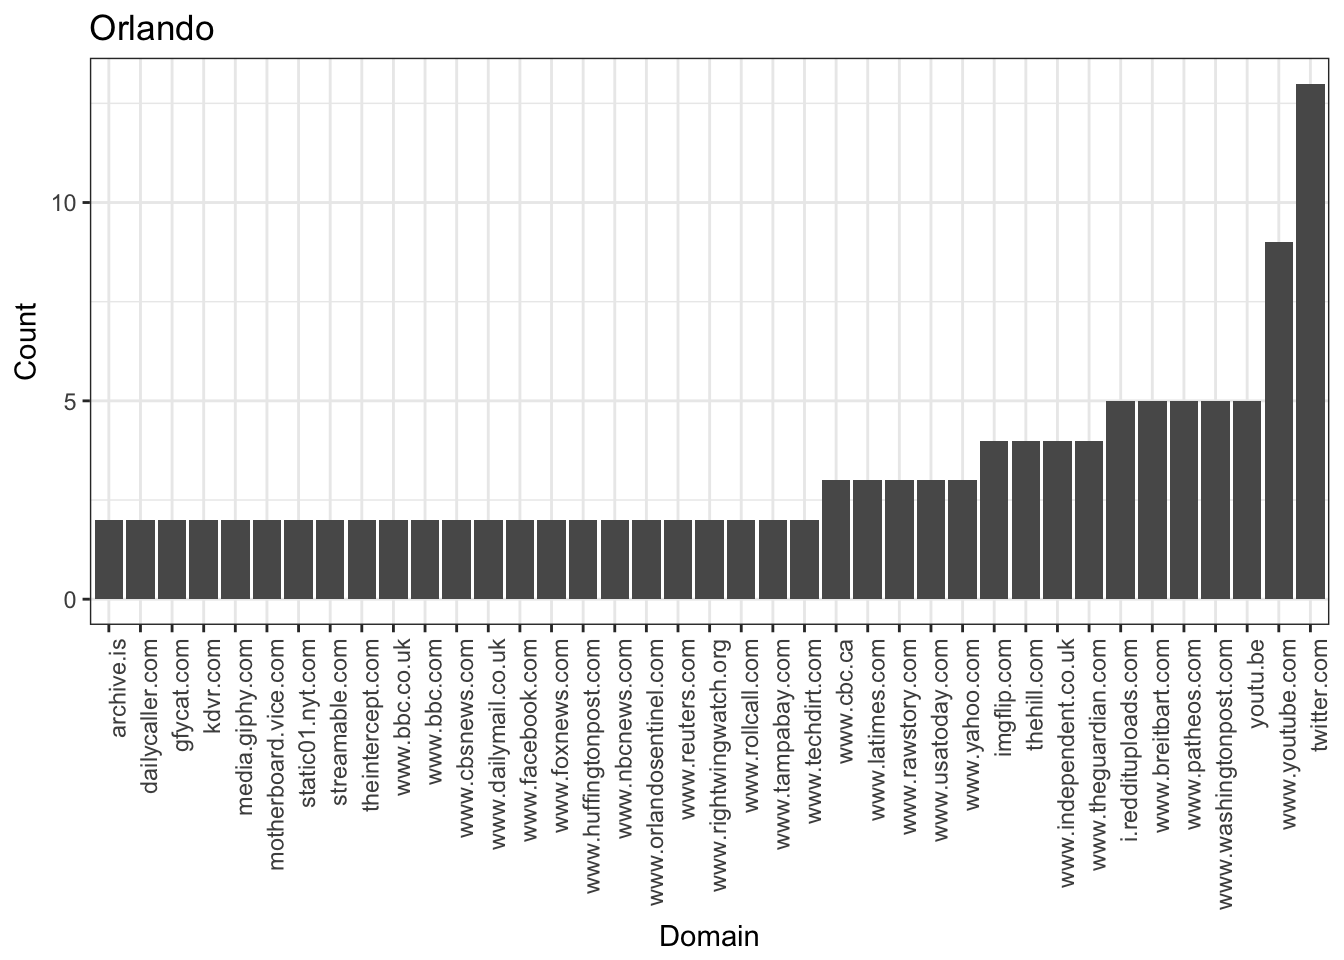 Orlando
Count
10
5
0
archive.is
dailycaller.com
gfycat.com
kdvr.com
media.giphy.com
motherboard.vice.com
static01.nyt.com
streamable.com
theintercept.com
www.bbc.co.uk
www.bbc.com
www.cbsnews.com
www.dailymail.co.uk
www.facebook.com
www.foxnews.com
www.huffingtonpost.com
www.nbcnews.com
www.orlandosentinel.com
www.reuters.com
www.rightwingwatch.org
www.rollcall.com
www.tampabay.com
www.techdirt.com
www.cbc.ca
www.latimes.com
www.rawstory.com
www.usatoday.com
www.yahoo.com
imgflip.com
thehill.com
www.independent.co.uk
www.theguardian.com
i.reddituploads.com
www.breitbart.com
www.patheos.com
www.washingtonpost.com
youtu.be
www.youtube.com
twitter.com
Domain